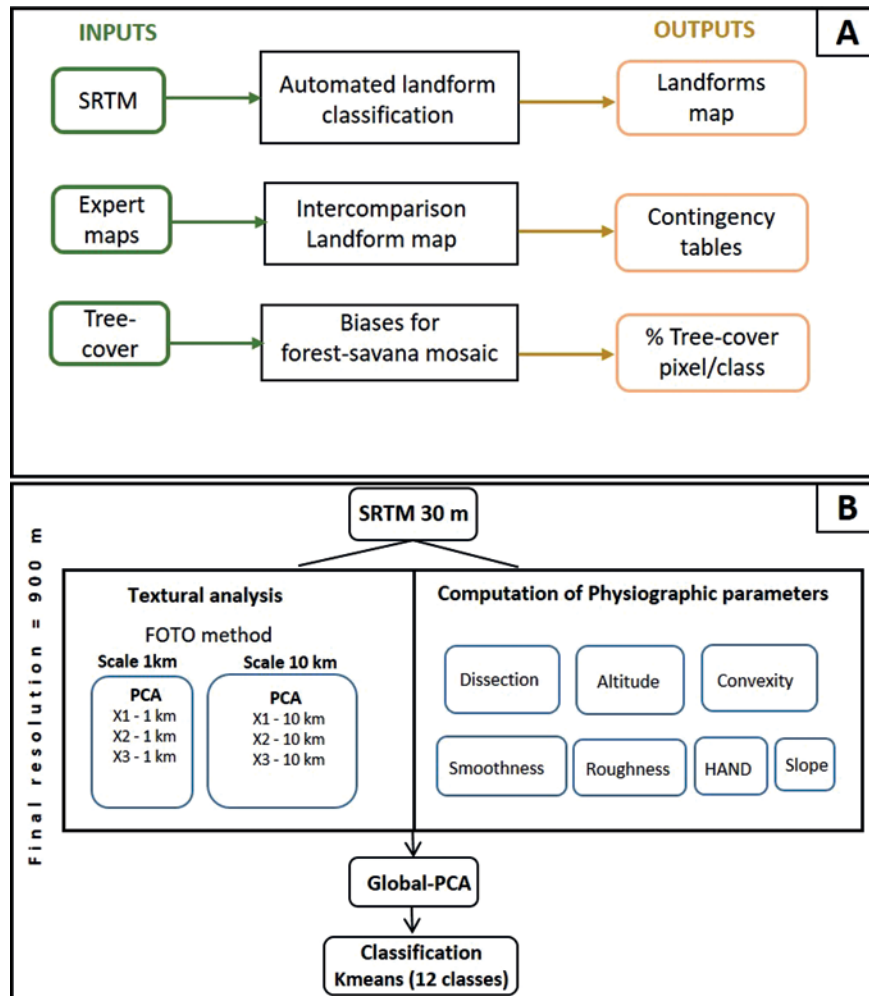 INPUTS
OUTPUTS
A
SRTM
Automated landform
classification
Landforms
map
Expert
maps
Intercomparison
Landform map
Contingency
tables
Tree-
cover
Biases for
forest-savana mosaic
% Tree-cover
pixel/class
B
SRTM 30 m
Final resolution = 900 m
Textural analysis
FOTO method
Scale 1km
Scale 10 km
PCA
X1 - 1 km
X2 - 1 km
X3 - 1 km
PCA
X1 - 10 km
X2 - 10 km
X3 - 10 km
Computation of Physiographic parameters
Dissection
Altitude
Convexity
Smoothness
Roughness
HAND
Slope
Global-PCA
Classification
Kmeans (12 classes)